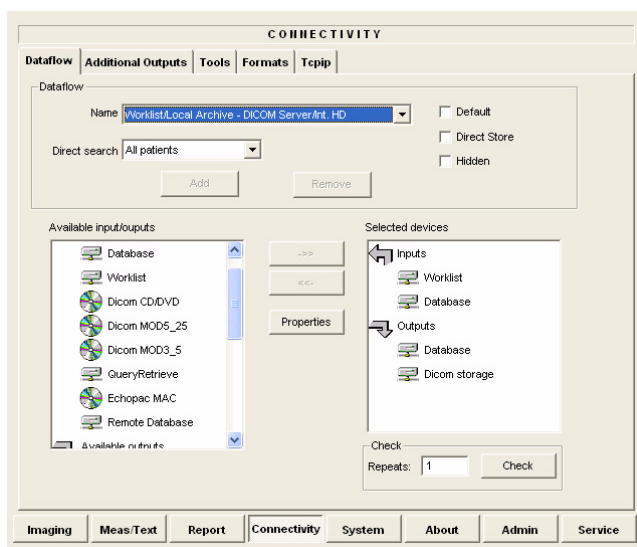 CONNECTIVITY
Dataflow Additional Outputs Tools Formats Tcpip
Dataflow
Name Worklist/Local Archive - DICOM Server/Int. HD
Default
Direct Store
Hidden
Direct search All patients
Add Remove
Available input/ouputs
Database
Worklist
Dicom CD/DVD
Dicom MOD5_25
Dicom MOD3_5
QueryRetrieve
Echopac MAC
Remote Database
Available outputs
->>
<<-
Properties
Selected devices
Inputs
Worklist
Database
Outputs
Database
Dicom storage
Check
Repeats: 1 Check
Imaging Meas/Text Report Connectivity System About Admin Service